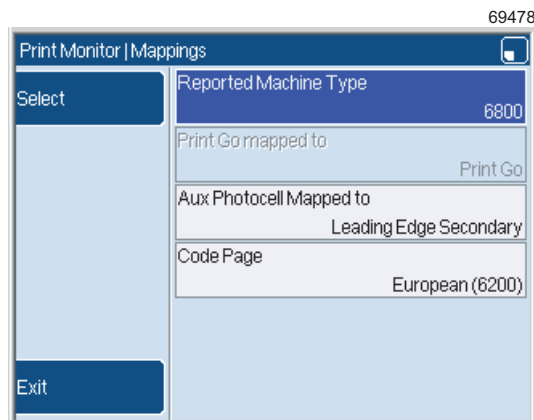 69478
Print Monitor | Mappings
Select
Reported Machine Type
6800
Print Go mapped to
Print Go
Aux Photocell Mapped to
Leading Edge Secondary
Code Page
European (6200)
Exit